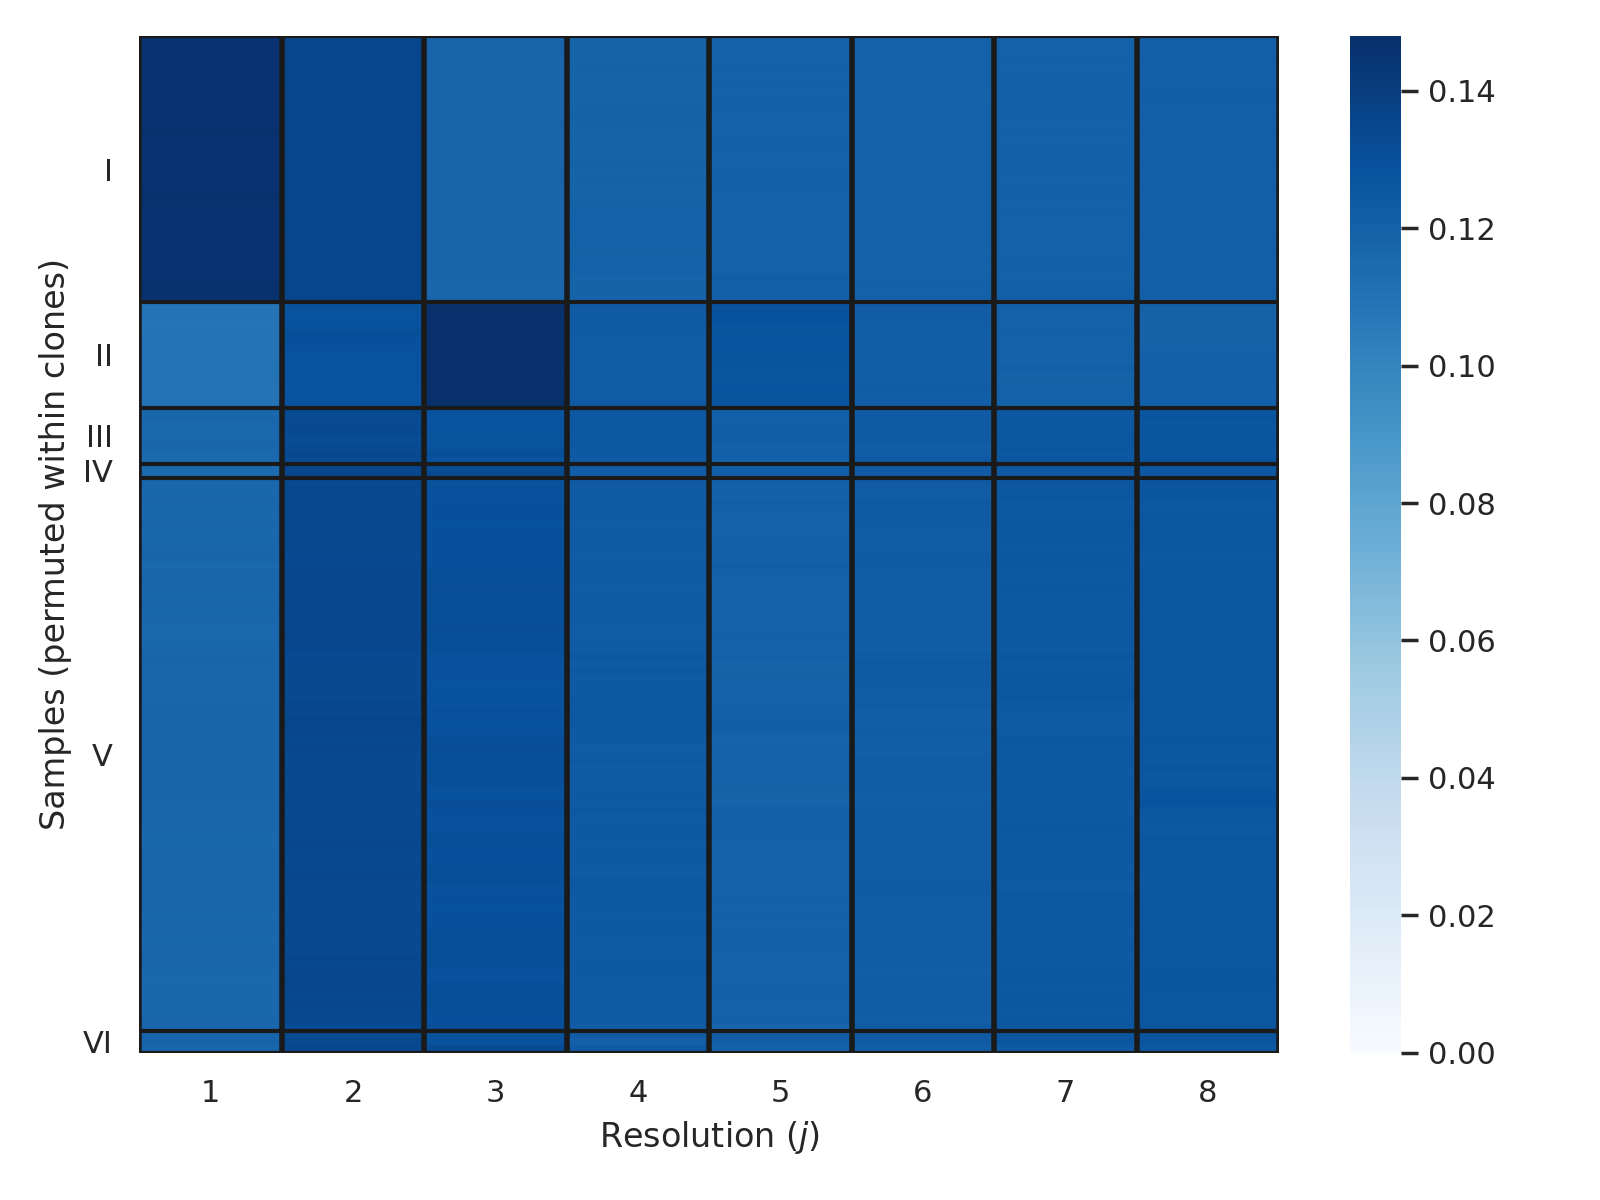 Samples (permuted within clones)
I
II
III
IV
V
VI
1 2 3 4 5 6 7 8
Resolution (j)
0.14
0.12
0.10
0.08
0.06
0.04
0.02
0.00